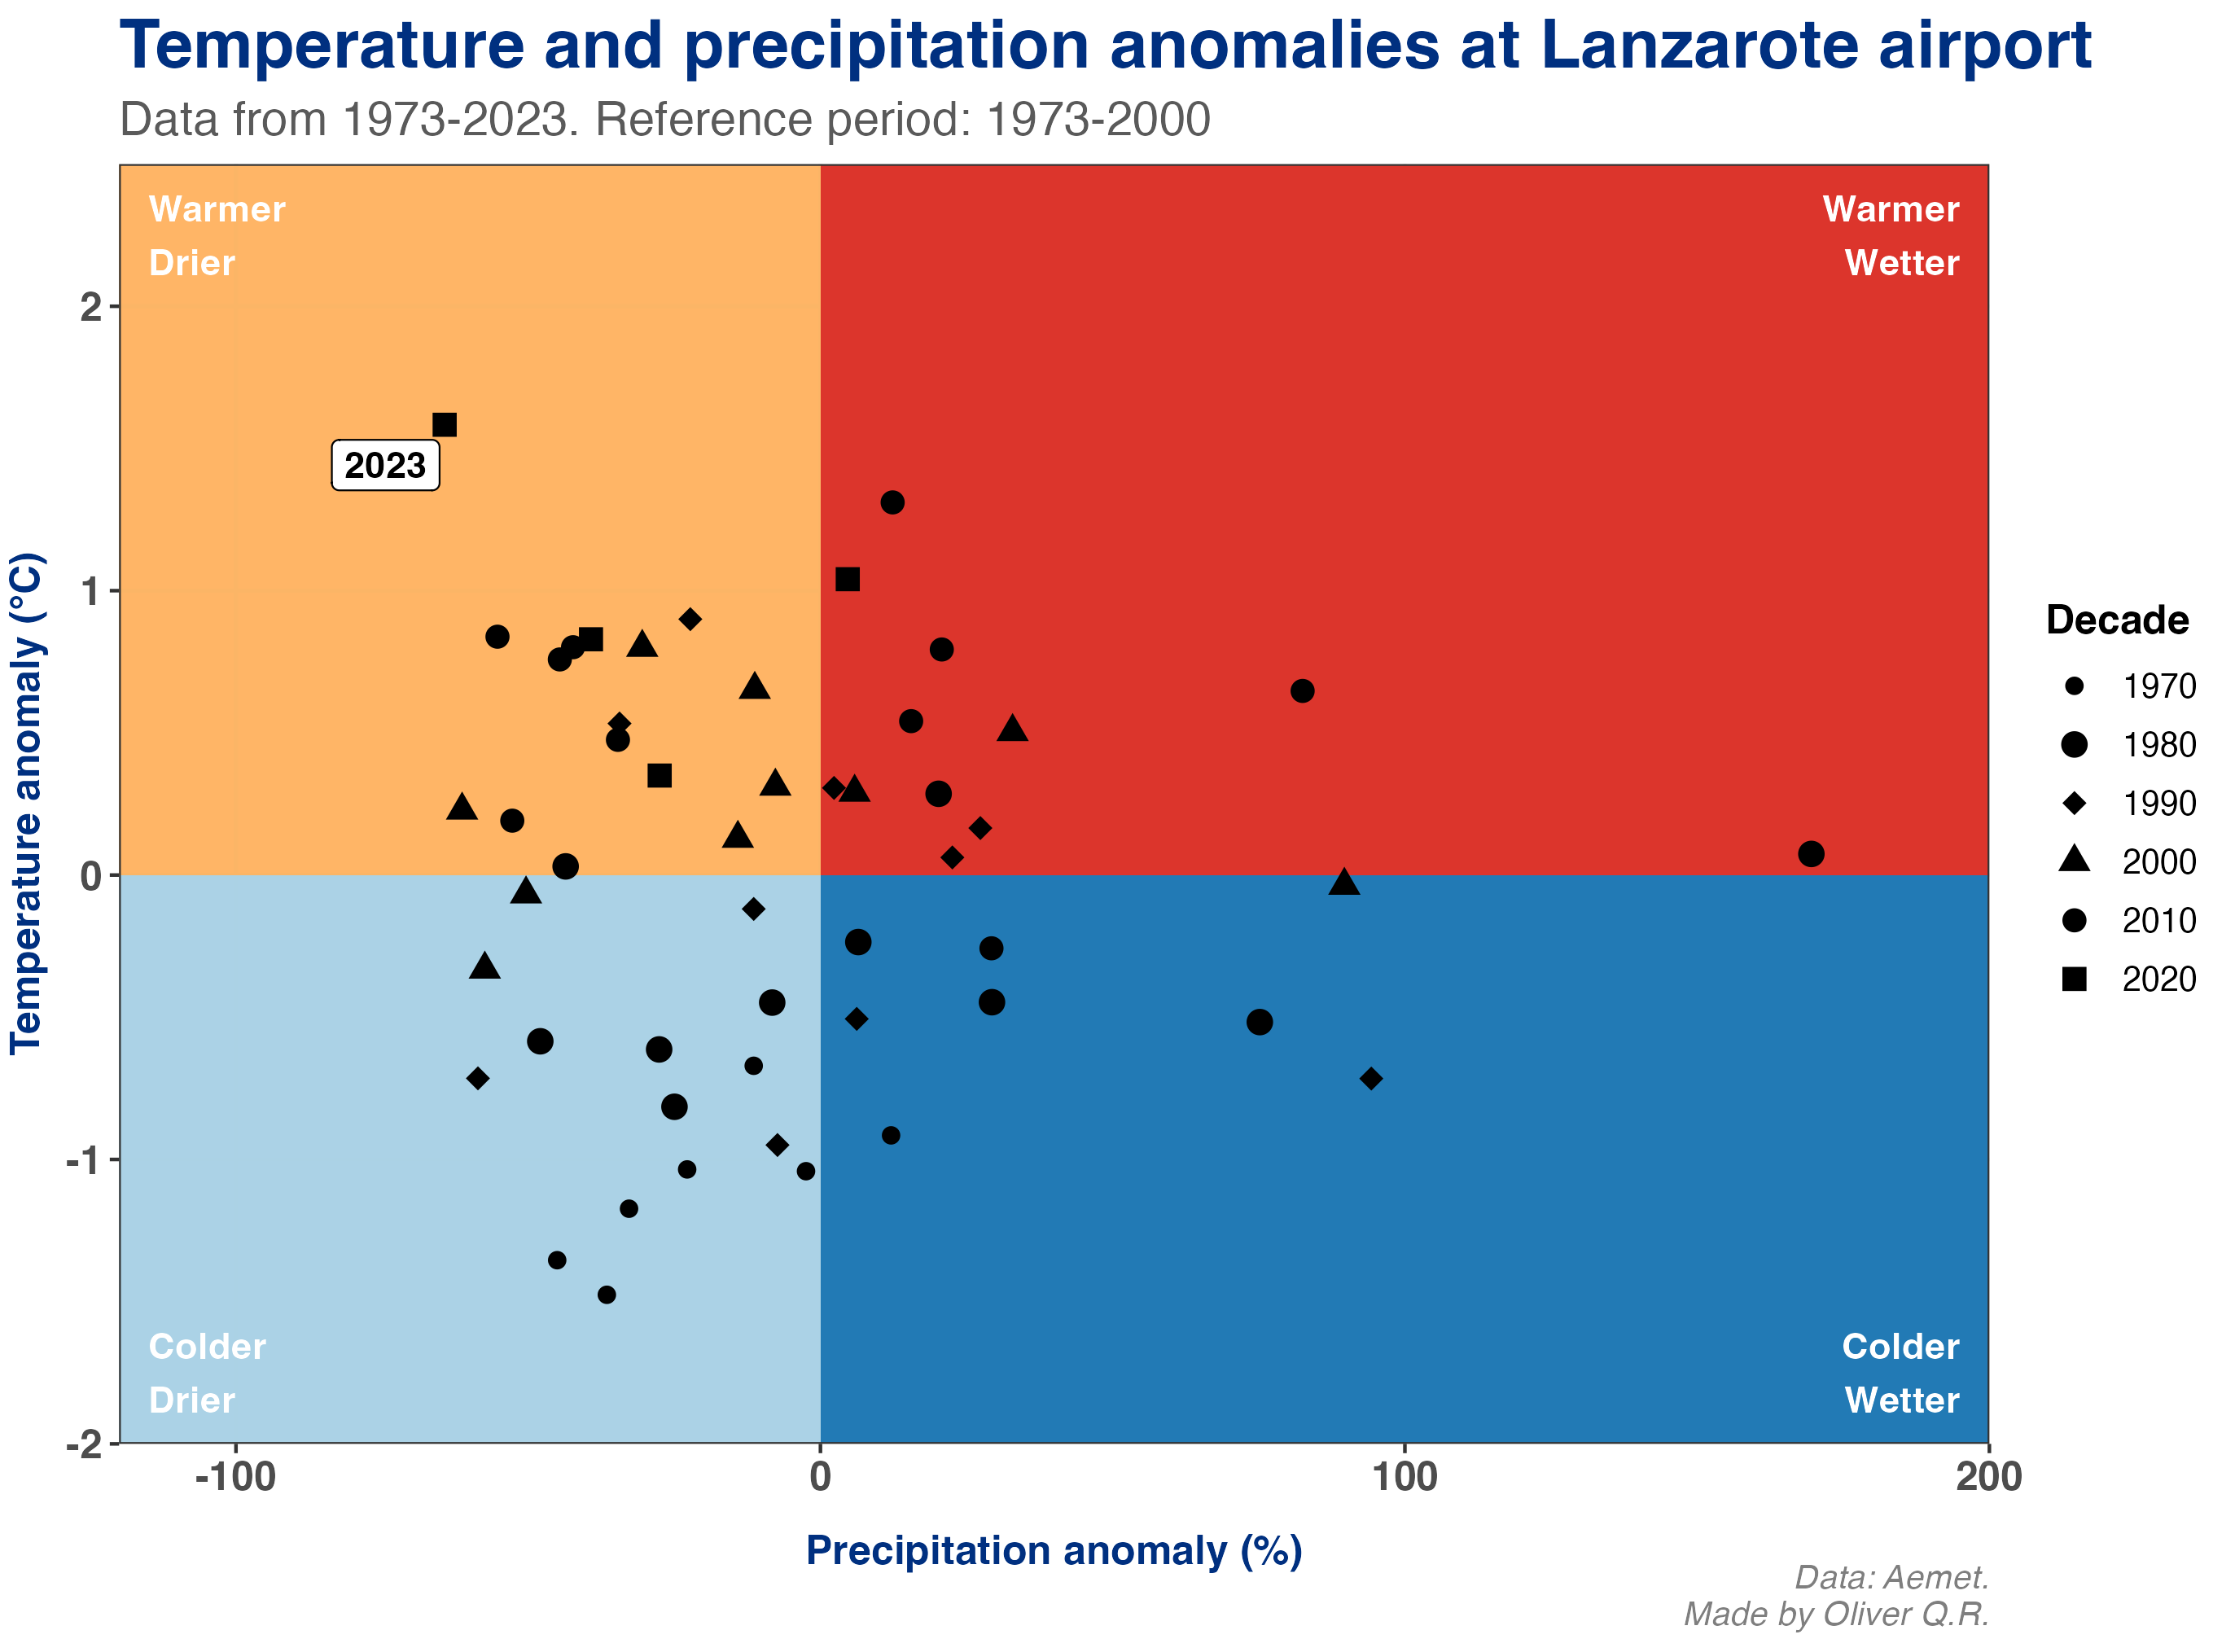 Temperature and precipitation anomalies at Lanzarote airport
Data from 1973-2023. Reference period: 1973-2000
Warmer
Drier
Warmer
Wetter
2023
Colder
Drier
Colder
Wetter
Temperature anomaly (°C)
2
1
0
-1
-2
-100
0
100
200
Precipitation anomaly (%)
Decade
1970
1980
1990
2000
2010
2020
Data: Aemet.
Made by Oliver Q.R.